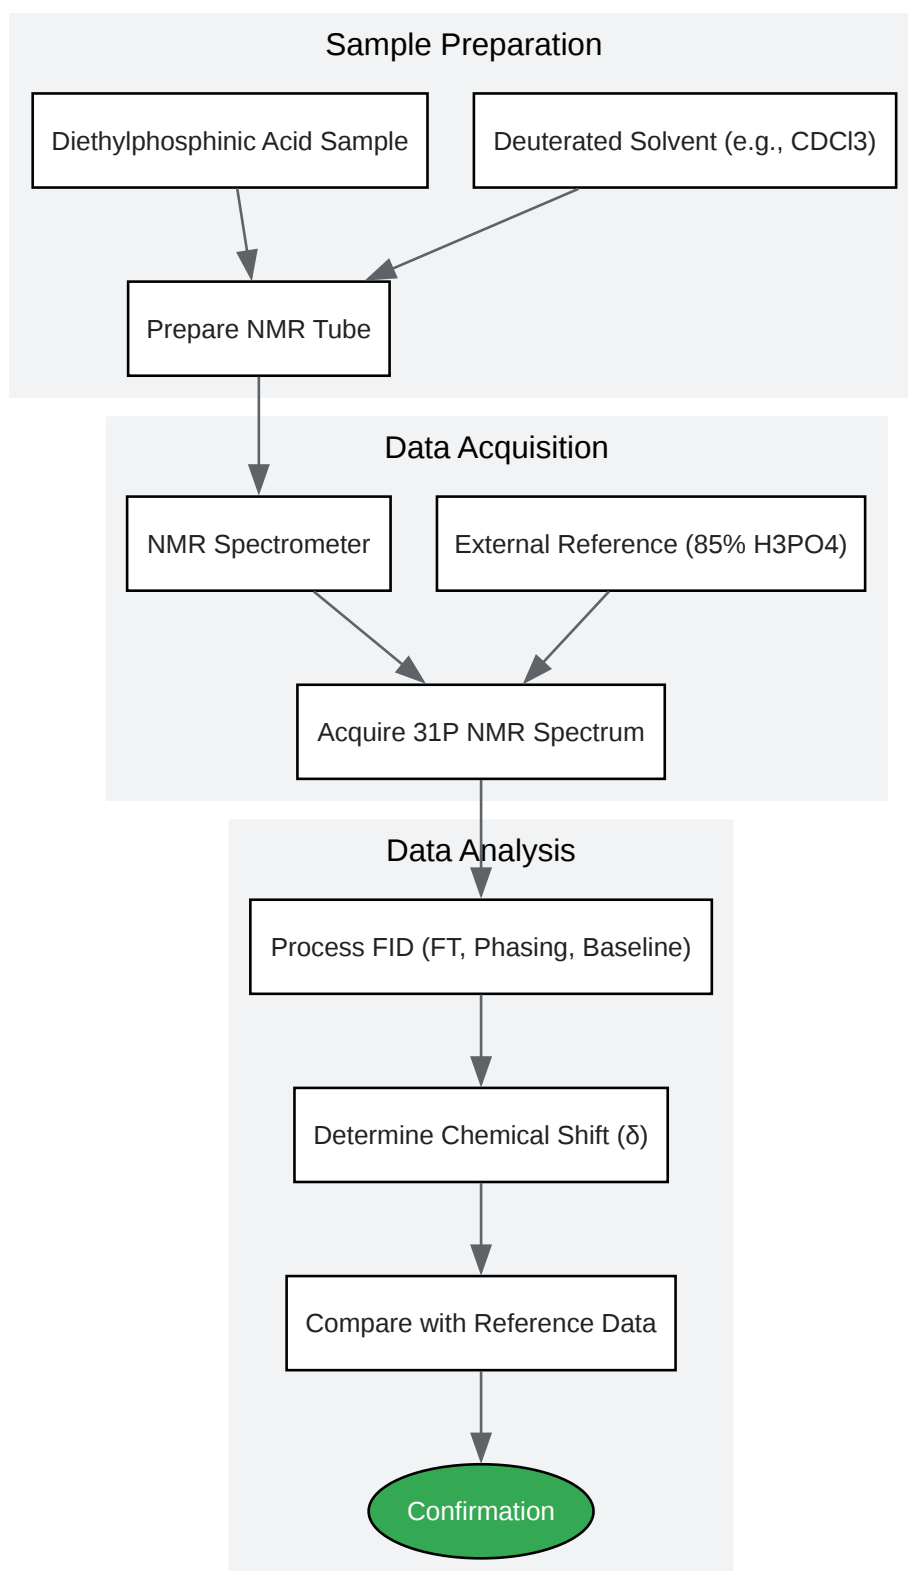 Sample Preparation
Diethylphosphinic Acid Sample
Deuterated Solvent (e.g., CDCl3)
Prepare NMR Tube
Data Acquisition
NMR Spectrometer
External Reference (85% H3PO4)
Acquire 31P NMR Spectrum
Data Analysis
Process FID (FT, Phasing, Baseline)
Determine Chemical Shift (δ)
Compare with Reference Data
Confirmation